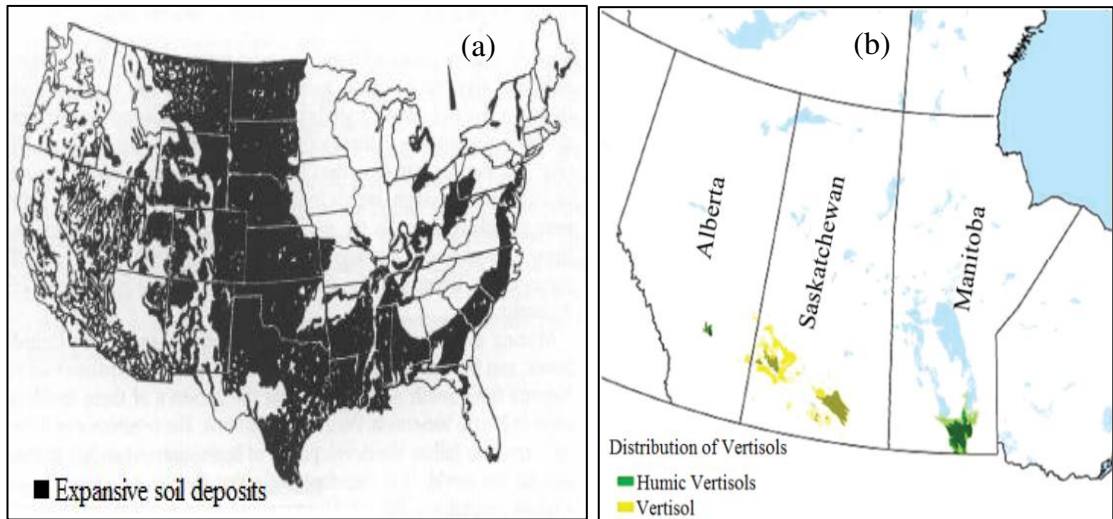 (a)
Expansive soil deposits
(b)
Alberta
Saskatchewan
Manitoba
Distribution of Vertisols
Humic Vertisols
Vertisol